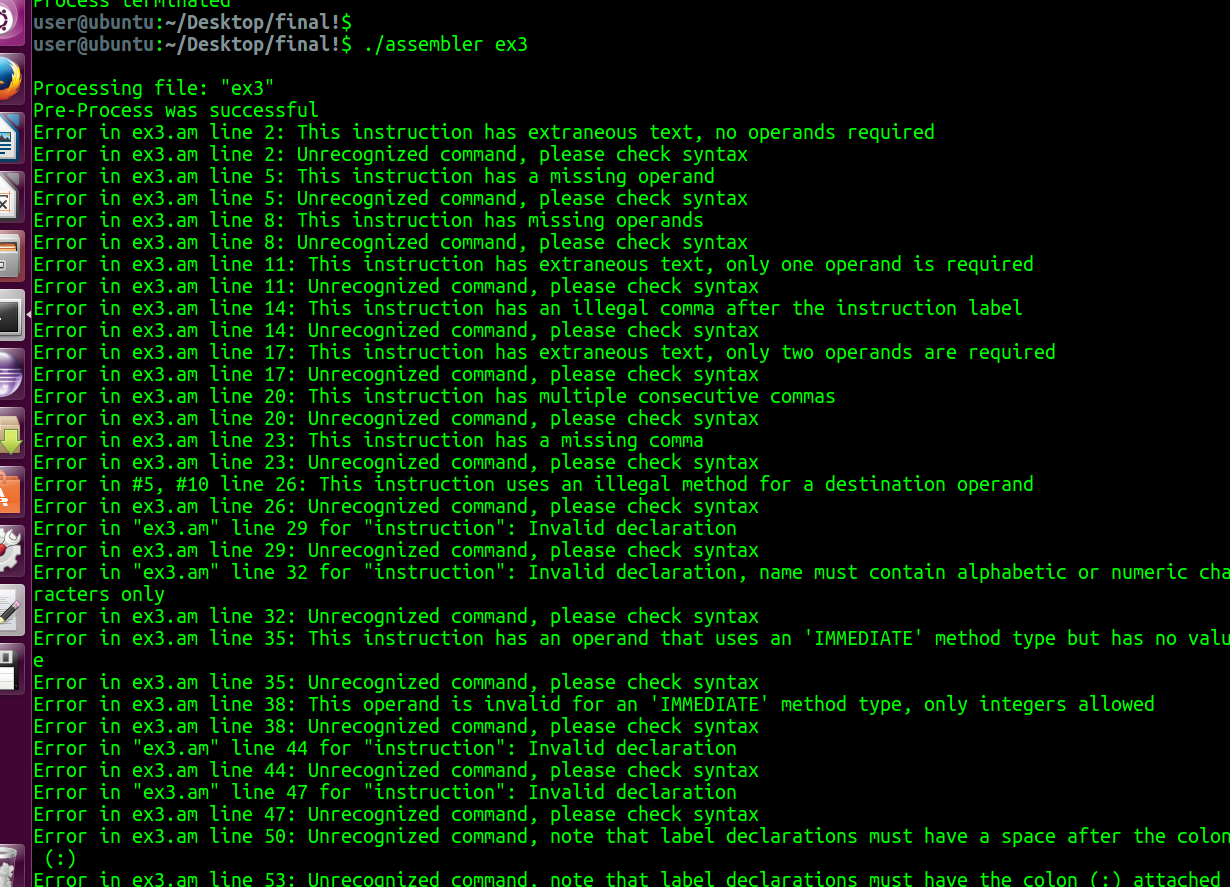 Process terminated
user@ubuntu:~/Desktop/final!$
user@ubuntu:~/Desktop/final!$ ./assembler ex3
Processing file: "ex3"
Pre-Process was successful
Error in ex3.am line 2: This instruction has extraneous text, no operands required
Error in ex3.am line 2: Unrecognized command, please check syntax
Error in ex3.am line 5: This instruction has a missing operand
Error in ex3.am line 5: Unrecognized command, please check syntax
Error in ex3.am line 8: This instruction has missing operands
Error in ex3.am line 8: Unrecognized command, please check syntax
Error in ex3.am line 11: This instruction has extraneous text, only one operand is required
Error in ex3.am line 11: Unrecognized command, please check syntax
Error in ex3.am line 14: This instruction has an illegal comma after the instruction label
Error in ex3.am line 14: Unrecognized command, please check syntax
Error in ex3.am line 17: This instruction has extraneous text, only two operands are required
Error in ex3.am line 17: Unrecognized command, please check syntax
Error in ex3.am line 20: This instruction has multiple consecutive commas
Error in ex3.am line 20: Unrecognized command, please check syntax
Error in ex3.am line 23: This instruction has a missing comma
Error in ex3.am line 23: Unrecognized command, please check syntax
Error in #5, #10 line 26: This instruction uses an illegal method for a destination operand
Error in ex3.am line 26: Unrecognized command, please check syntax
Error in "ex3.am" line 29 for "instruction": Invalid declaration
Error in ex3.am line 29: Unrecognized command, please check syntax
Error in "ex3.am" line 32 for "instruction": Invalid declaration, name must contain alphabetic or numeric cha
racters only
Error in ex3.am line 32: Unrecognized command, please check syntax
Error in ex3.am line 35: This instruction has an operand that uses an 'IMMEDIATE' method type but has no valu
e
Error in ex3.am line 35: Unrecognized command, please check syntax
Error in ex3.am line 38: This operand is invalid for an 'IMMEDIATE' method type, only integers allowed
Error in ex3.am line 38: Unrecognized command, please check syntax
Error in "ex3.am" line 44 for "instruction": Invalid declaration
Error in ex3.am line 44: Unrecognized command, please check syntax
Error in "ex3.am" line 47 for "instruction": Invalid declaration
Error in ex3.am line 47: Unrecognized command, please check syntax
Error in ex3.am line 50: Unrecognized command, note that label declarations must have a space after the colon
(:)
Error in ex3.am line 53: Unrecognized command, note that label declarations must have the colon (:) attached